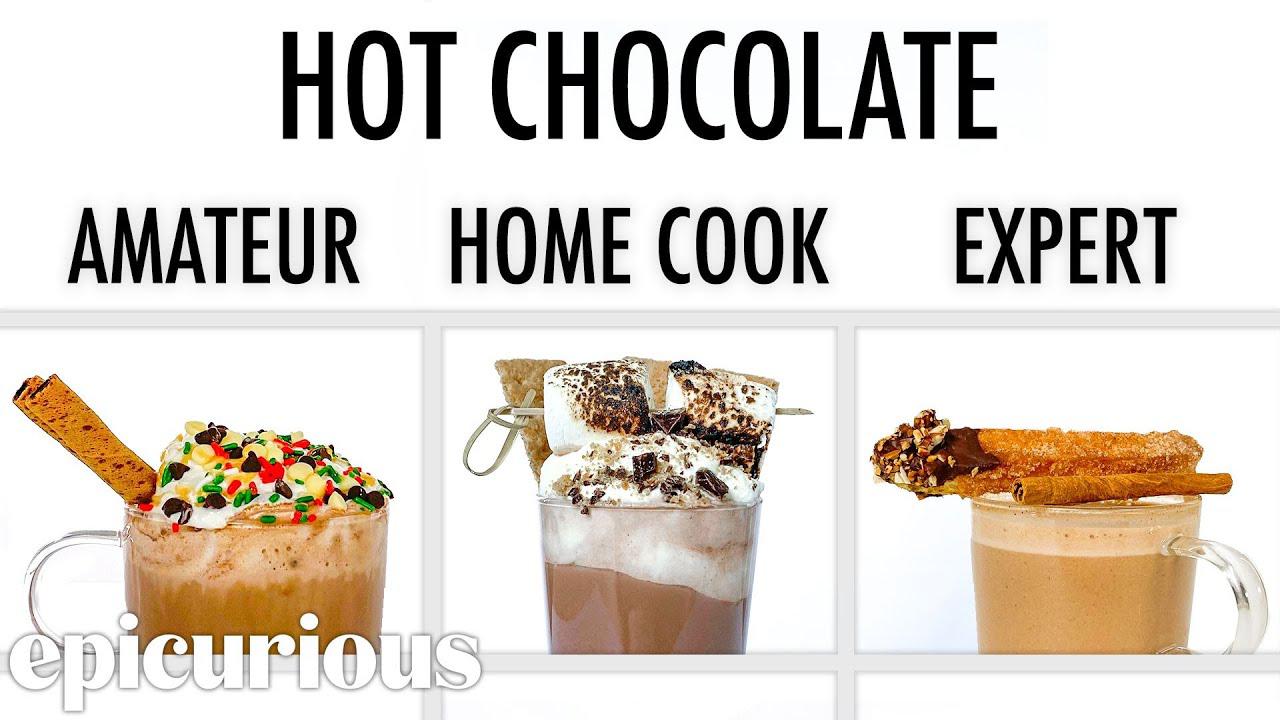 HOT CHOCOLATE
AMATEUR
HOME COOK
EXPERT
epicurious